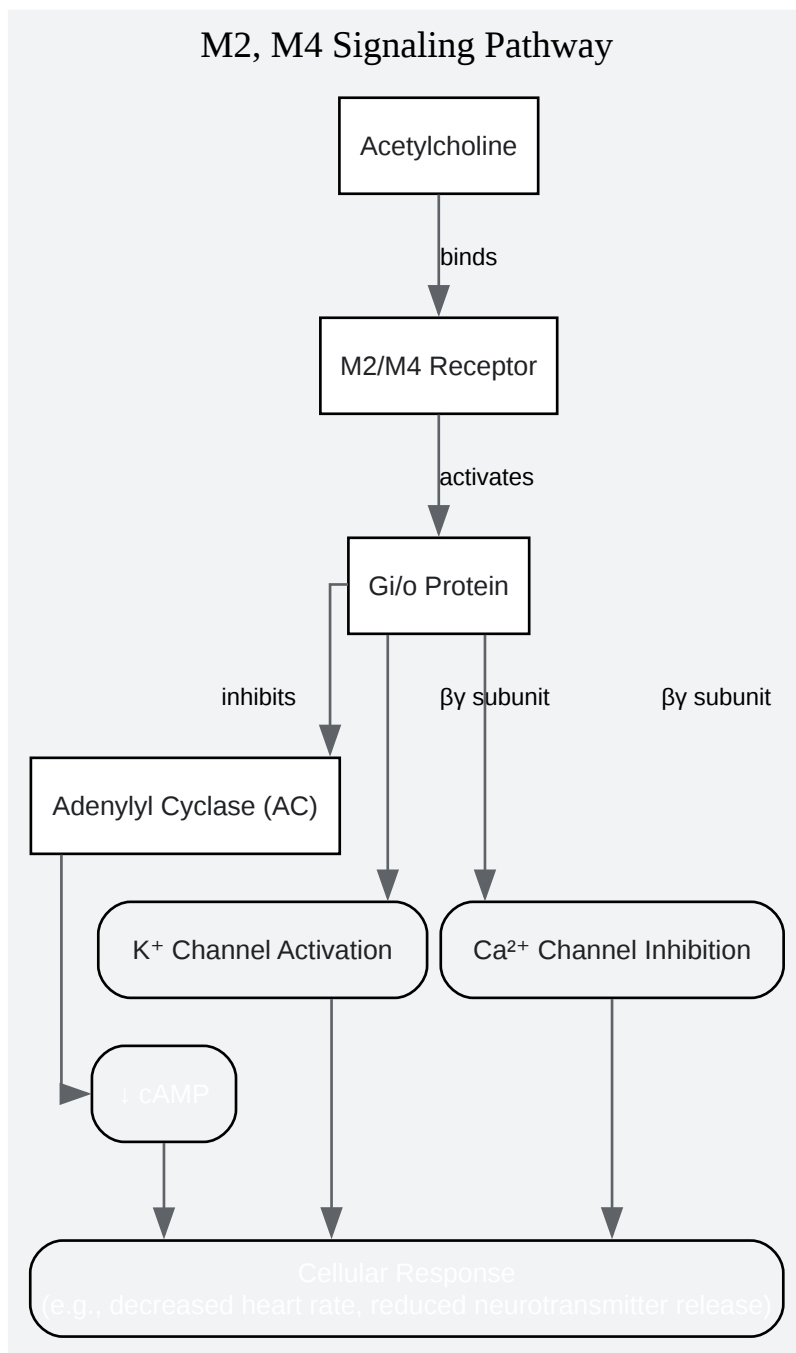 M2, M4 Signaling Pathway
Acetylcholine
binds
M2/M4 Receptor
activates
Gi/o Protein
inhibits
βγ subunit
βγ subunit
Adenylyl Cyclase (AC)
K⁺ Channel Activation
Ca²⁺ Channel Inhibition
↓ cAMP
Cellular Response
(e.g., decreased heart rate, reduced neurotransmitter release)